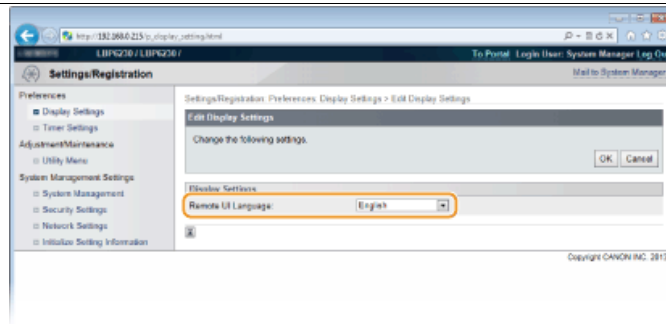 http://192.168.0.215/p_display_setting.html
LBP6230 / LBP6230 /
To Portal Login User: System Manager Log Ou
Settings/Registration
Mail to System Manager
Preferences
Settings/Registration: Preferences: Display Settings > Edit Display Settings
Display Settings
Edit Display Settings
Timer Settings
Change the following settings.
Adjustment/Maintenance
Utility Menu
OK Cancel
System Management Settings
Display Settings
System Management
Remote UI Language: English
Security Settings
Network Settings
Initialize Setting Information
Copyright CANON INC. 2013